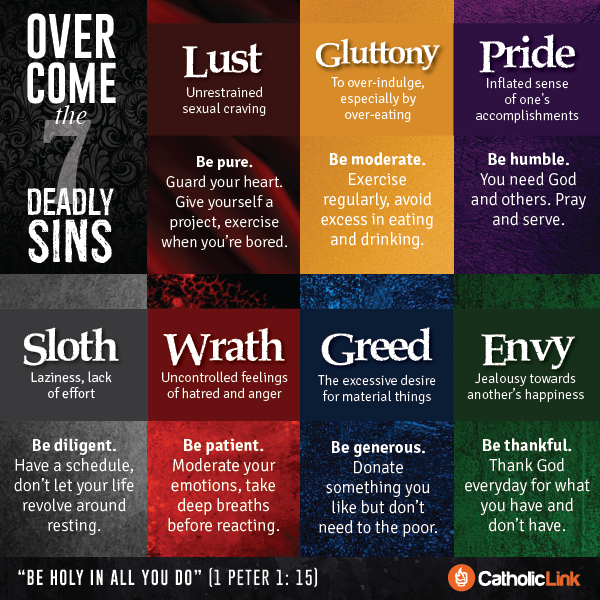 OVER
COME
the
7
DEADLY
SINS
Lust
Unrestrained
sexual craving
Be pure.
Guard your heart.
Give yourself a
project, exercise
when you're bored.
Gluttony
To over-indulge,
especially by
over-eating
Be moderate.
Exercise
regularly, avoid
excess in eating
and drinking.
Pride
Inflated sense
of one's
accomplishments
Be humble.
You need God
and others. Pray
and serve.
Sloth
Laziness, lack
of effort
Be diligent.
Have a schedule,
don't let your life
revolve around
resting.
Wrath
Uncontrolled feelings
of hatred and anger
Be patient.
Moderate your
emotions, take
deep breaths
before reacting.
Greed
The excessive desire
for material things
Be generous.
Donate
something you
like but don't
need to the poor.
Envy
Jealousy towards
another's happiness
Be thankful.
Thank God
everyday for what
you have and
don't have.
“BE HOLY IN ALL YOU DO” (1 PETER 1: 15)
CatholicLink